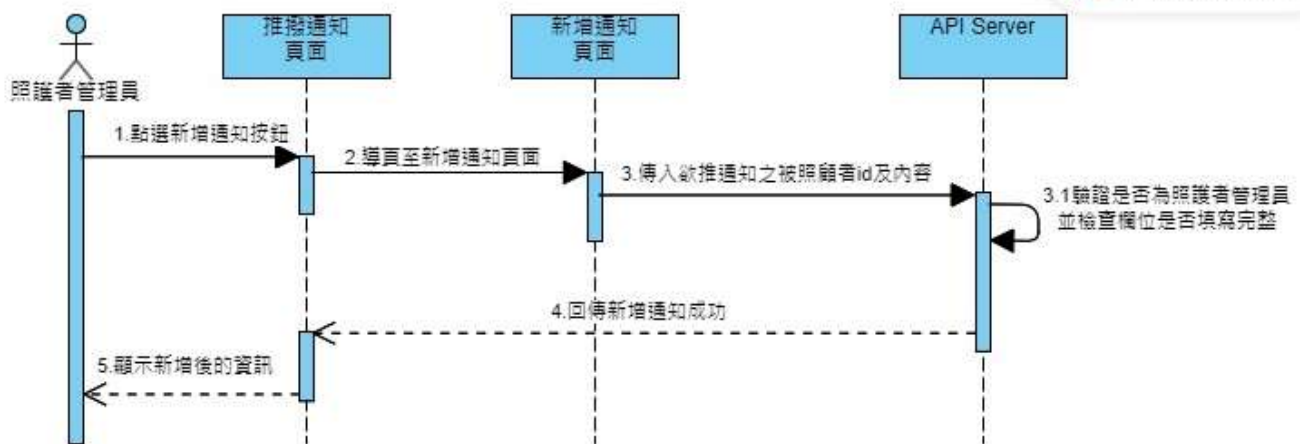 推撥通知
頁面
新增通知
頁面
API Server
照護者管理員
1.點選新增通知按鈕
2.導頁至新增通知頁面
3.傳入欲推通知之被照顧者id及內容
3.1驗證是否為照護者管理員
並檢查欄位是否填寫完整
4.回傳新增通知成功
5.顯示新增後的資訊